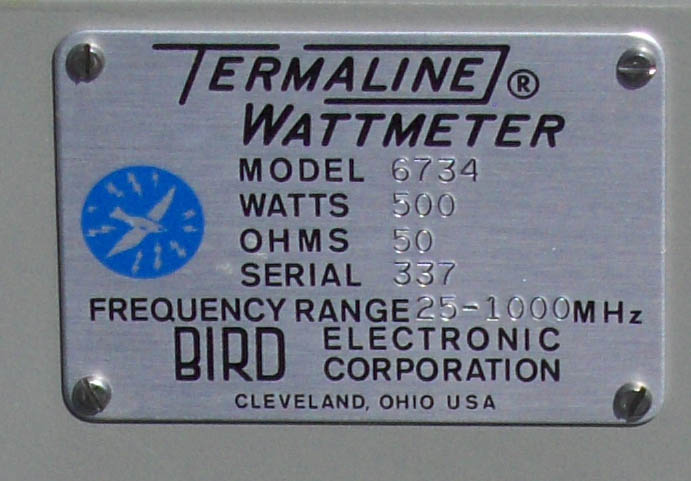 TERMALINE®
WATTMETER
MODEL 6734
WATTS 500
OHMS 50
SERIAL 337
FREQUENCY RANGE 25-1000 MHz
BIRD ELECTRONIC
CORPORATION
CLEVELAND, OHIO USA